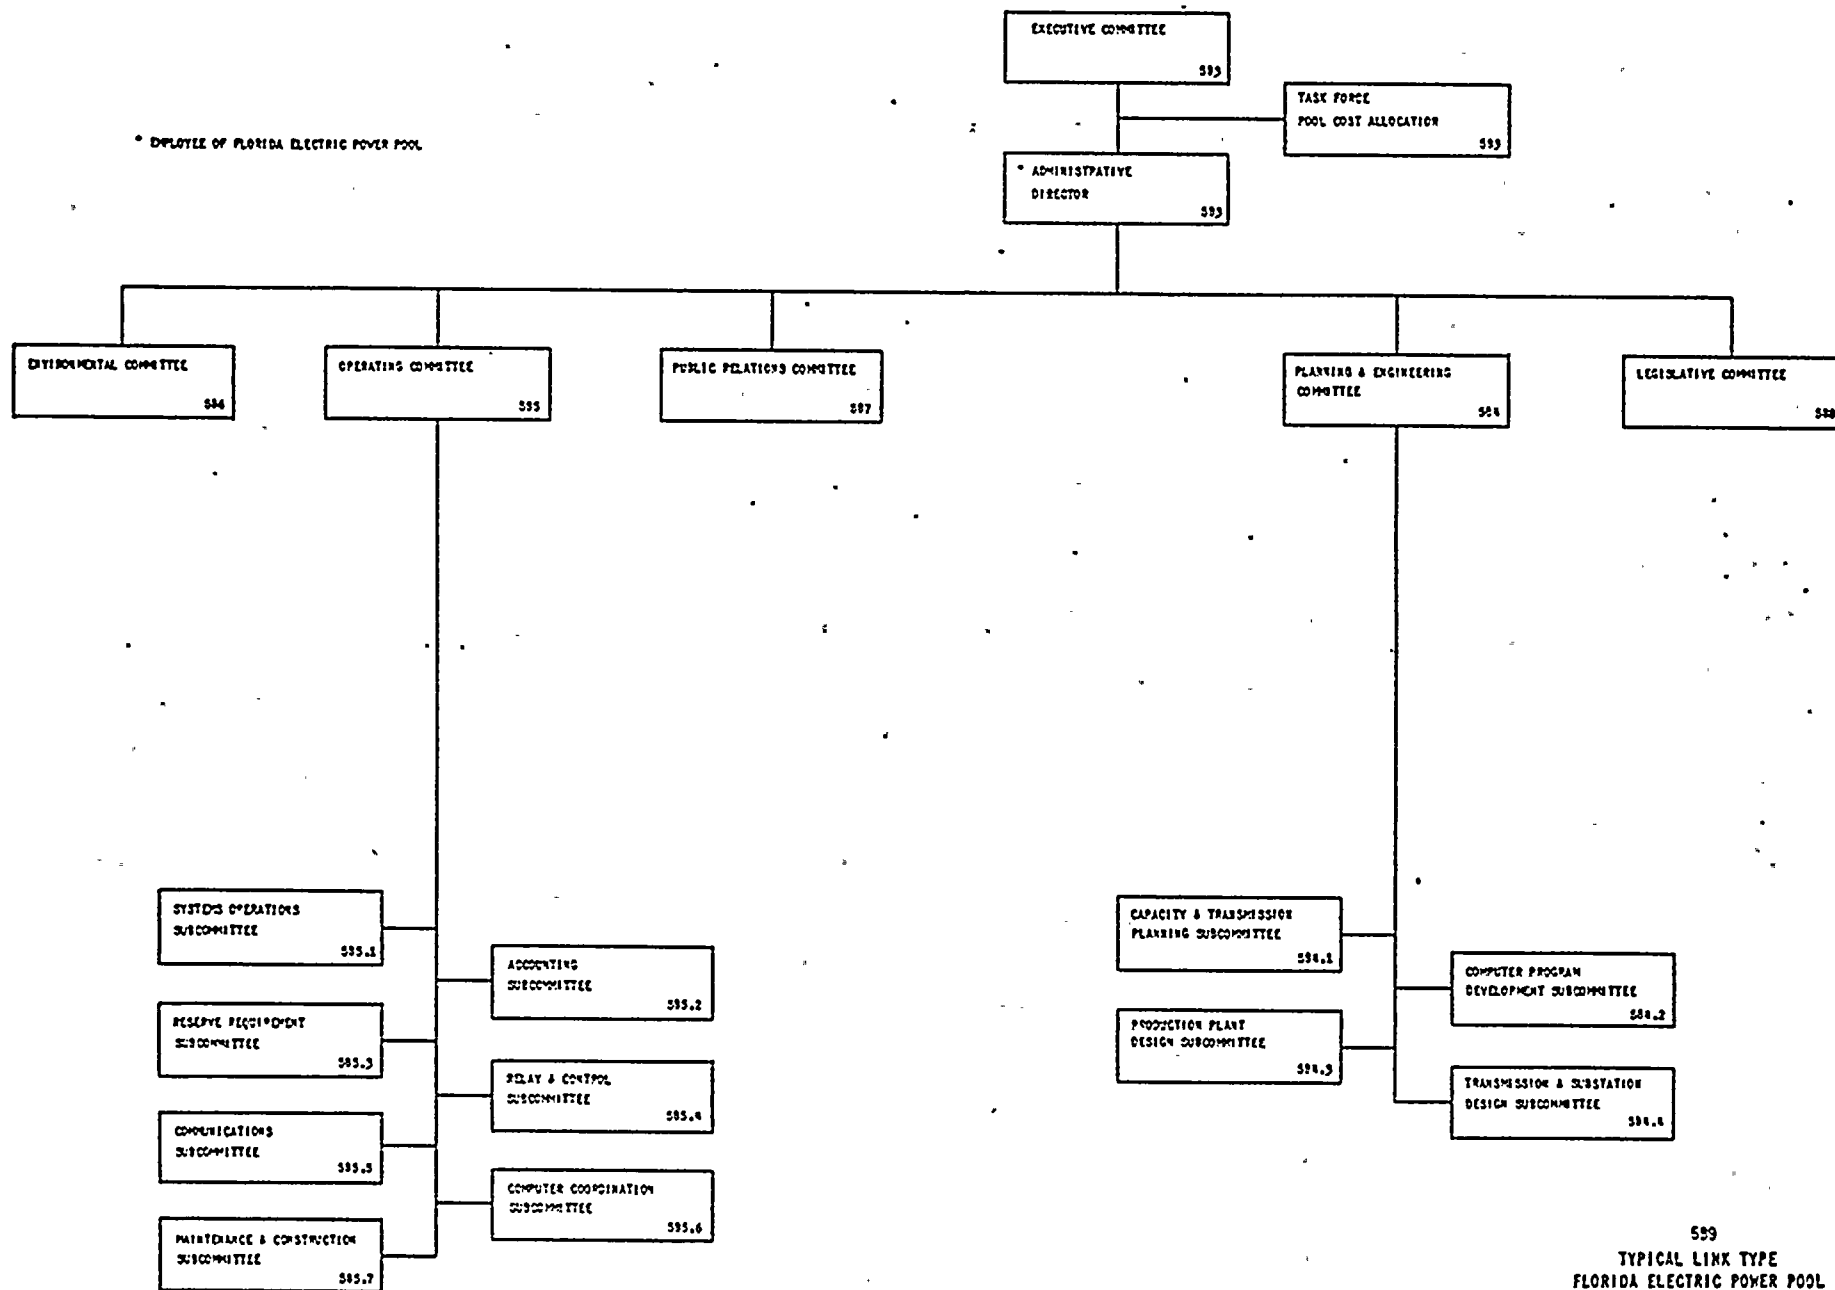 EXECUTIVE COMMITTEE
593
TASK FORCE
POOL COST ALLOCATION
593
* EMPLOYEE OF FLORIDA ELECTRIC POWER POOL
* ADMINISTRATIVE
DIRECTOR
593
ENVIRONMENTAL COMMITTEE
596
OPERATING COMMITTEE
595
PUBLIC RELATIONS COMMITTEE
597
PLANNING & ENGINEERING
COMMITTEE
594
LEGISLATIVE COMMITTEE
598
SYSTEMS OPERATIONS
SUBCOMMITTEE
595.1
ACCOUNTING
SUBCOMMITTEE
595.2
RESERVE REQUIREMENT
SUBCOMMITTEE
595.3
RELAY & CONTROL
SUBCOMMITTEE
595.4
COMMUNICATIONS
SUBCOMMITTEE
595.5
COMPUTER COORDINATION
SUBCOMMITTEE
595.6
MAINTENANCE & CONSTRUCTION
SUBCOMMITTEE
595.7
CAPACITY & TRANSMISSION
PLANNING SUBCOMMITTEE
594.1
COMPUTER PROGRAM
DEVELOPMENT SUBCOMMITTEE
594.2
PRODUCTION PLANT
DESIGN SUBCOMMITTEE
594.3
TRANSMISSION & SUBSTATION
DESIGN SUBCOMMITTEE
594.4
599
TYPICAL LINK TYPE
FLORIDA ELECTRIC POWER POOL